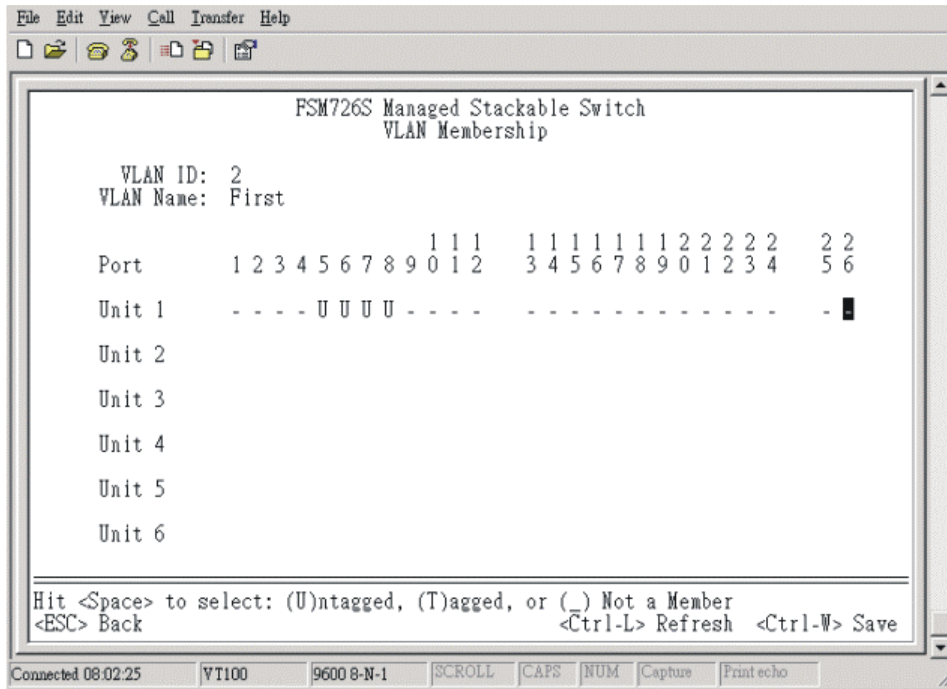 File Edit View Call Transfer Help
FSM726S Managed Stackable Switch
VLAN Membership
VLAN ID: 2
VLAN Name: First
1 1 1 1 1 1 1 1 1 1 2 2 2 2 2 2 2
Port 1 2 3 4 5 6 7 8 9 0 1 2 3 4 5 6 7 8 9 0 1 2 3 4 5 6
Unit 1 - - - - U U U U - - - - - - - - - - - - - - - - - -
Unit 2
Unit 3
Unit 4
Unit 5
Unit 6
Hit <Space> to select: (U)ntagged, (T)agged, or (_) Not a Member
<ESC> Back <Ctrl-L> Refresh <Ctrl-W> Save
Connected 08:02:25 VT100 9600 8-N-1 SCROLL CAPS NUM Capture Print echo